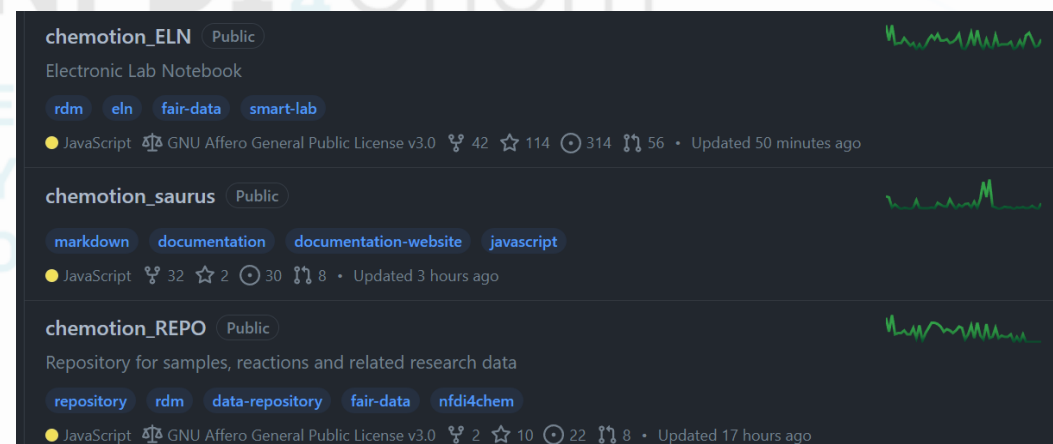 chemotion_ELN Public
Electronic Lab Notebook
rdm eln fair-data smart-lab
JavaScript GNU Affero General Public License v3.0 42 114 314 56 • Updated 50 minutes ago
chemotion_saurus Public
markdown documentation documentation-website javascript
JavaScript 32 2 30 8 • Updated 3 hours ago
chemotion_REPO Public
Repository for samples, reactions and related research data
repository rdm data-repository fair-data nfdi4chem
JavaScript GNU Affero General Public License v3.0 2 10 22 8 • Updated 17 hours ago